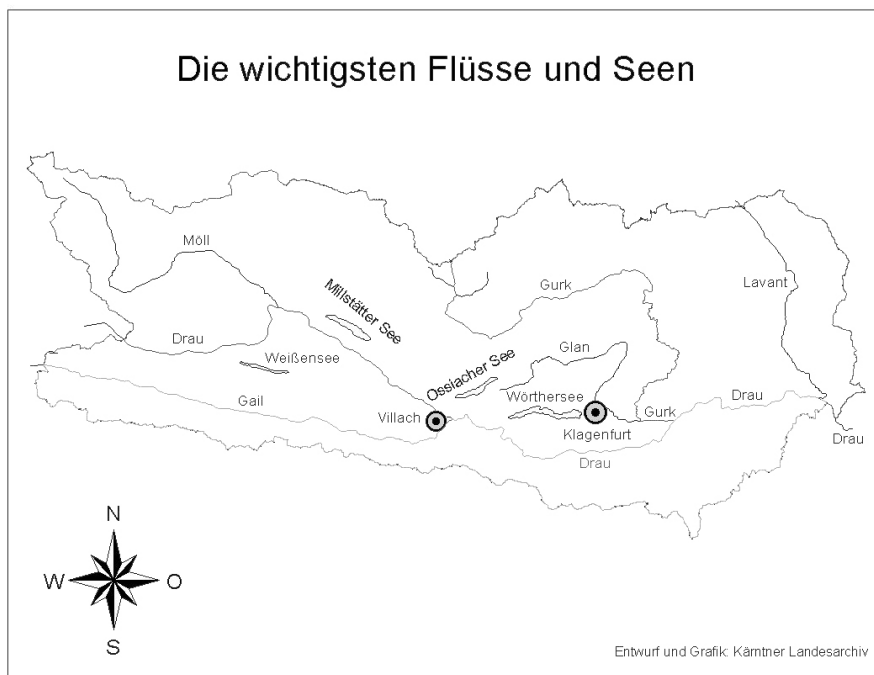 Die wichtigsten Flüsse und Seen
Möll
Millstätter See
Gurk
Lavant
Drau
Weißensee
Ossiacher See
Glan
Gail
Wörthersee
Drau
Villach
Gurk
Klagenfurt
Drau
Drau
N
W
O
S
Entwurf und Grafik: Kärntner Landesarchiv